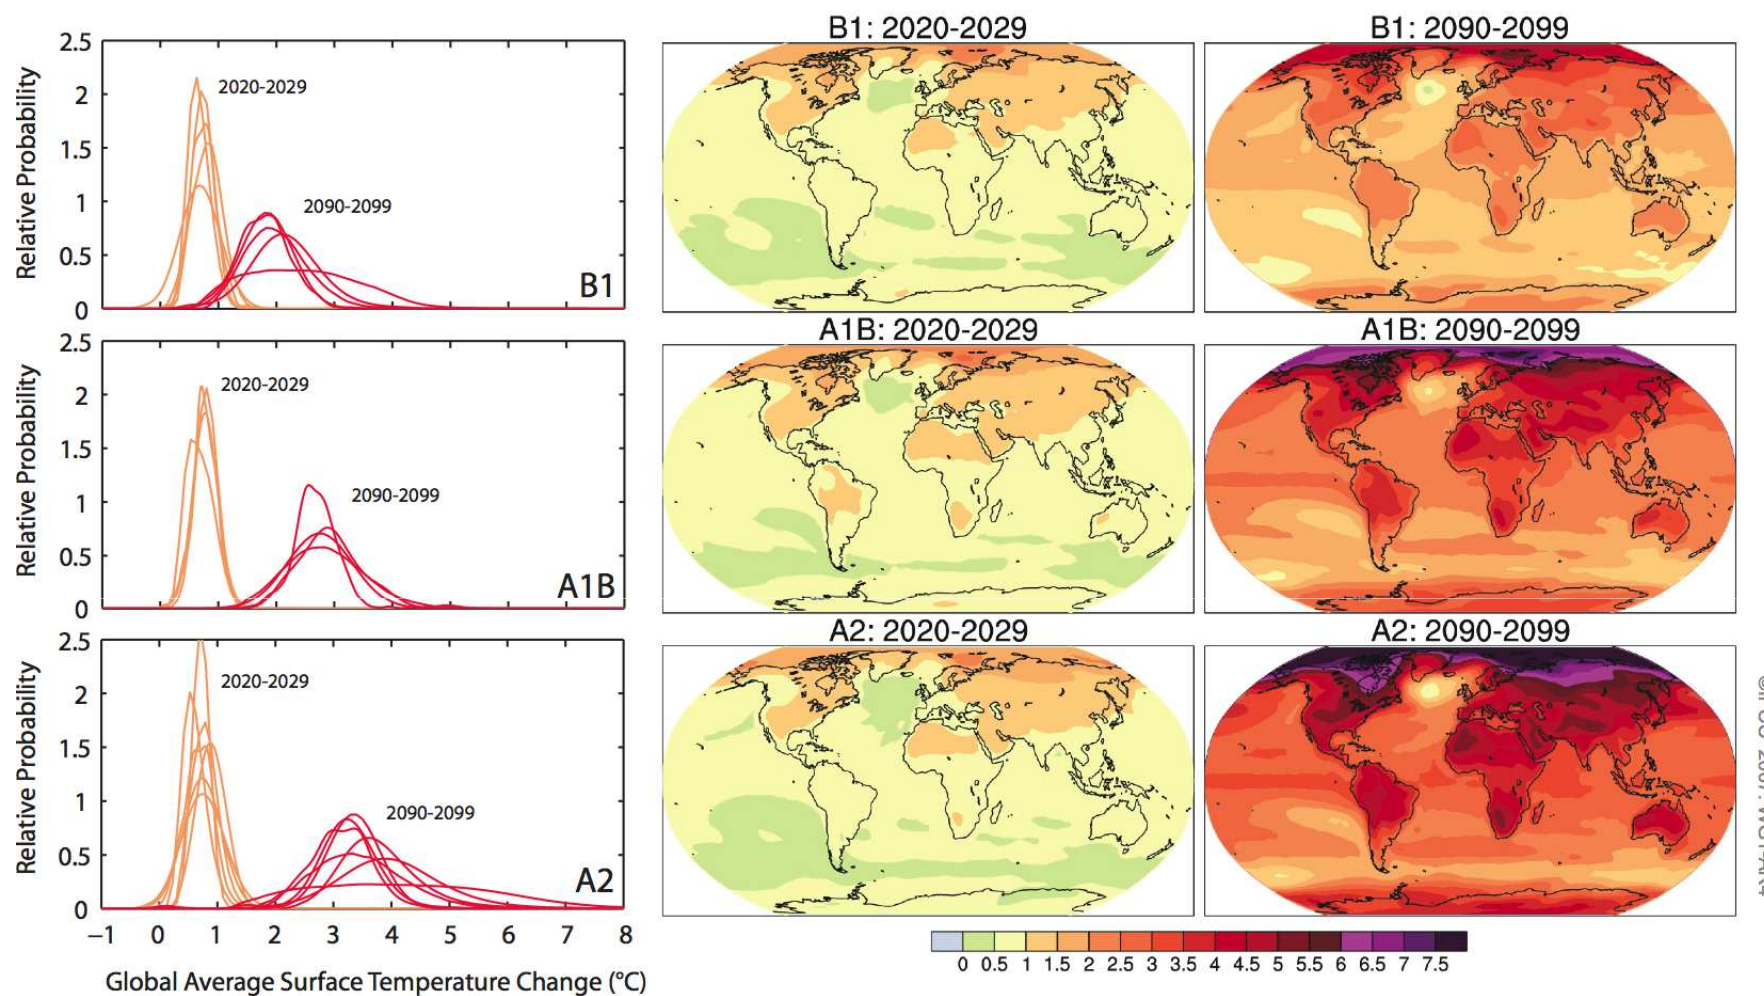 B1: 2020-2029
B1: 2090-2099
2.5
2
1.5
1
0.5
0
Relative Probability
2020-2029
2090-2099
B1
A1B: 2020-2029
A1B: 2090-2099
2.5
2
1.5
1
0.5
0
Relative Probability
2020-2029
2090-2099
A1B
A2: 2020-2029
A2: 2090-2099
2.5
2
1.5
1
0.5
0
Relative Probability
2020-2029
2090-2099
A2
−1 0 1 2 3 4 5 6 7 8
Global Average Surface Temperature Change (°C)
0 0.5 1 1.5 2 2.5 3 3.5 4 4.5 5 5.5 6 6.5 7 7.5